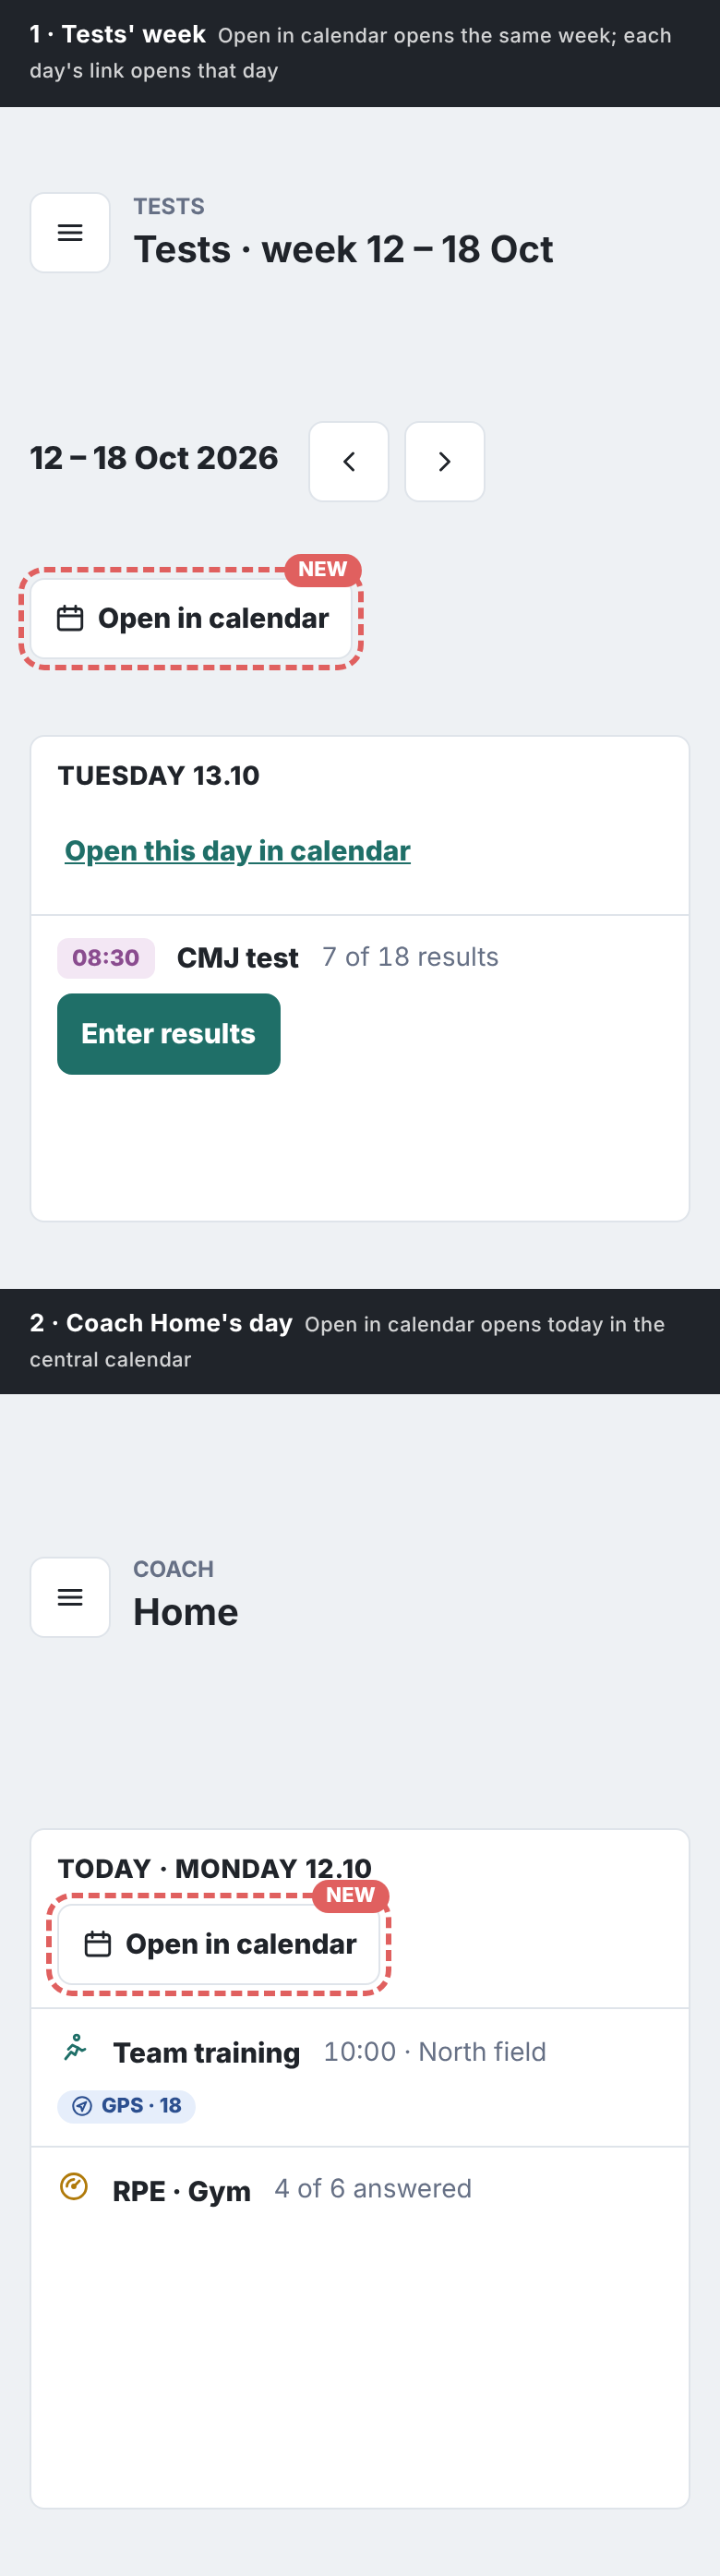 1 · Tests' week Open in calendar opens the same week; each
day's link opens that day
TESTS
Tests · week 12 – 18 Oct
12 – 18 Oct 2026
NEW
Open in calendar
TUESDAY 13.10
Open this day in calendar
08:30 CMJ test 7 of 18 results
Enter results
2 · Coach Home's day Open in calendar opens today in the
central calendar
COACH
Home
TODAY · MONDAY 12.10
NEW
Open in calendar
Team training 10:00 · North field
GPS · 18
RPE · Gym 4 of 6 answered